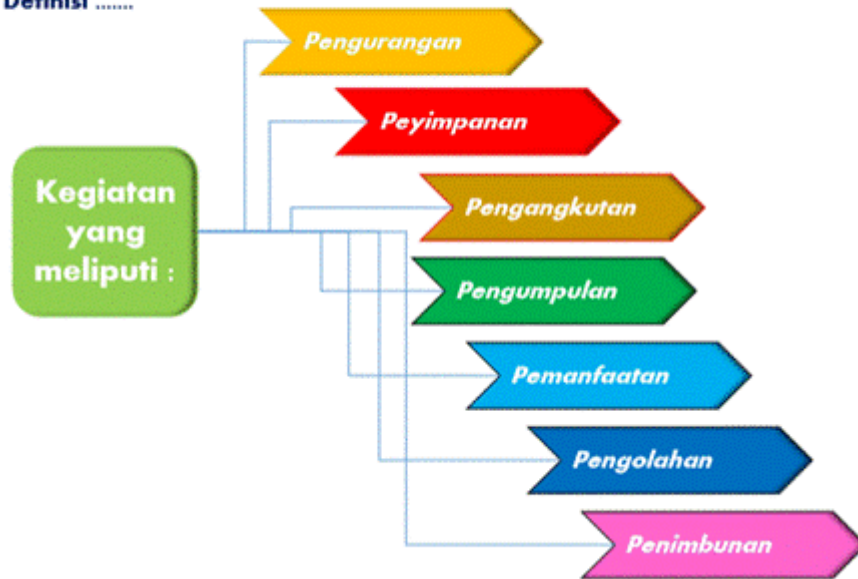 Definisi .......
Pengurangan
Peyimpanan
Kegiatan
yang
meliputi :
Pengangkutan
Pengumpulan
Pemanfaatan
Pengolahan
Penimbunan